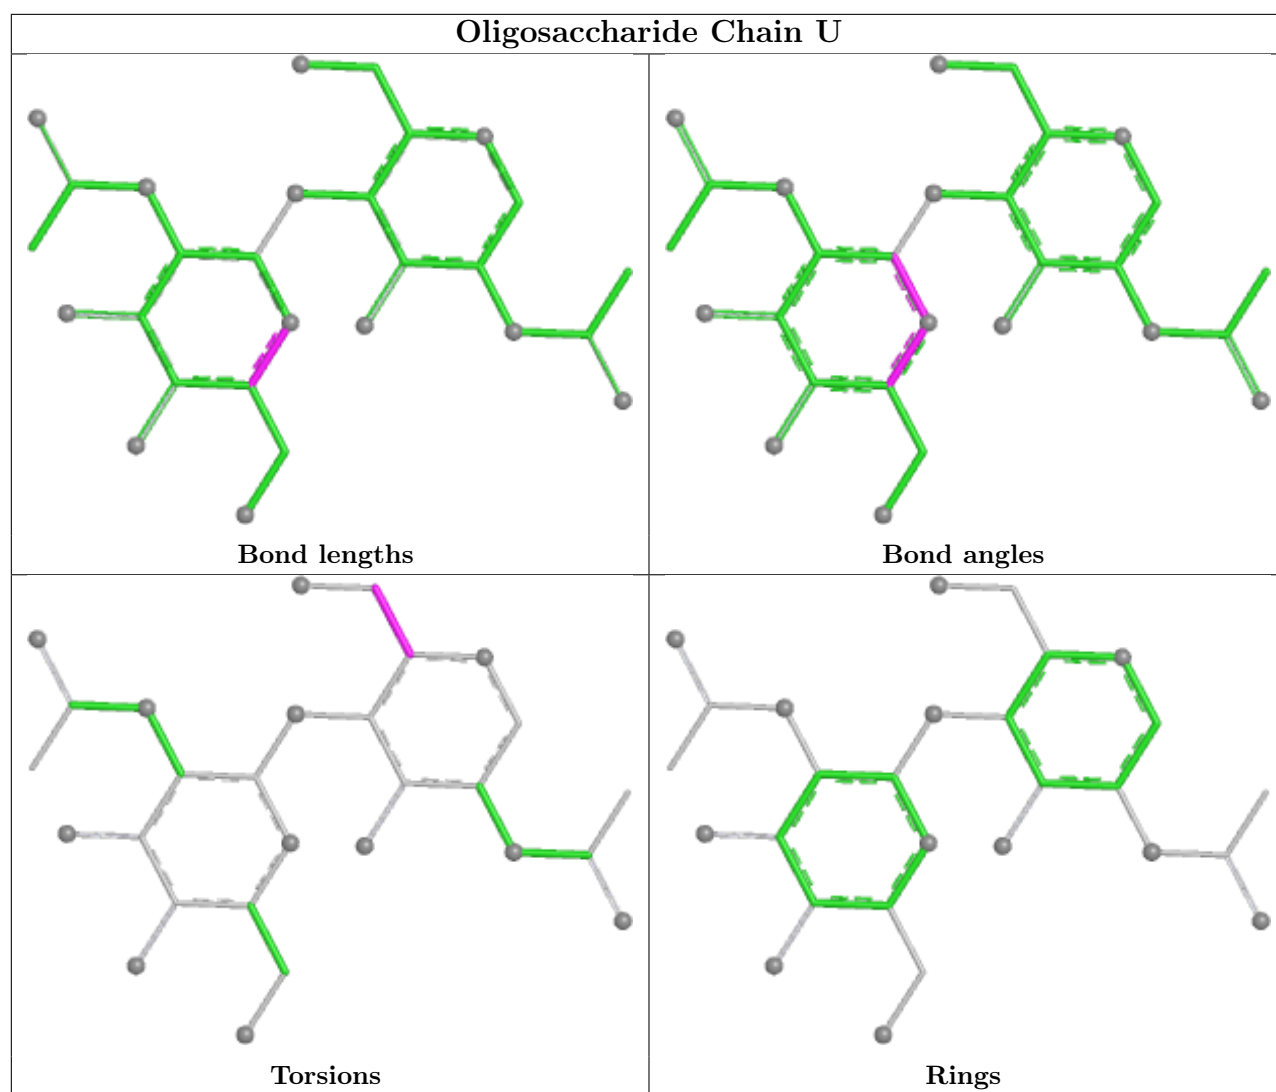 Oligosaccharide Chain U
Bond lengths
Bond angles
Torsions
Rings